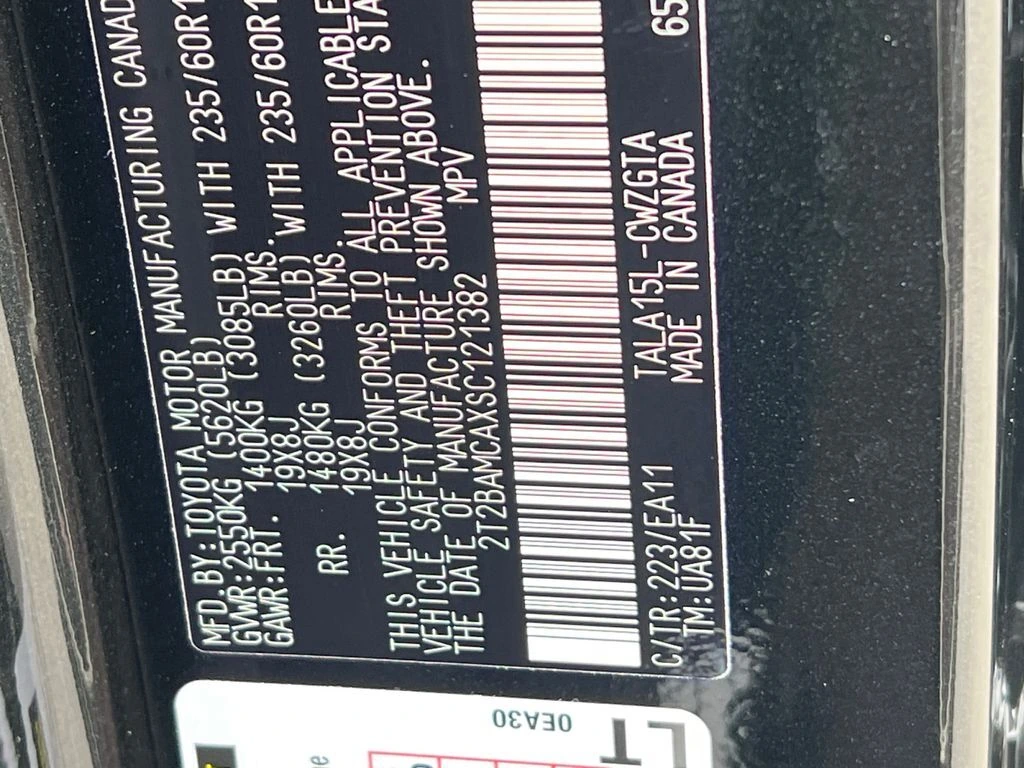 MFD.BY:TOYOTA MOTOR MANUFACTURING CANAD
GVWR:2550KG (5620LB)
GAWR:FRT. 1400KG (3085LB) WITH 235/60R1
19X8J RIMS.
RR. 1480KG (3260LB) WITH 235/60R1
19X8J RIMS.
THIS VEHICLE CONFORMS TO ALL APPLICABLE
VEHICLE SAFETY AND THEFT PREVENTION STA
THE DATE OF MANUFACTURE SHOWN ABOVE.
2T2BAMCAXSC121382 MPV
C/TR:223/EA11 TALA15L-CWZGTA 65
TM:UA81F MADE IN CANADA
0EA30